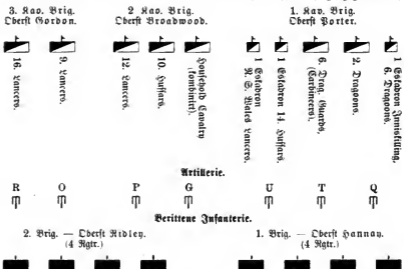 3. Kav. Brig.
Oberst Gordon.
2 Kav. Brig.
Oberst Broadwood.
1. Kav. Brig.
Oberst Porter.
16. Lancers.
9. Lancers.
12. Lancers.
10. Hussars.
Household Cavalry
(kombiniert).
1 Eskadron
N. S. Wales Lancers.
1 Eskadron 14. Hussars.
6. Drag. Guards.
(Carbineers).
2. Dragoons.
1 Eskadron Inniskilling.
6. Dragoons.
Artillerie.
R O P G U T Q
Berittene Infanterie.
2. Brig. — Oberst Ridley.
(4 Rgtr.)
1. Brig. — Oberst Hannay.
(4 Rgtr.)